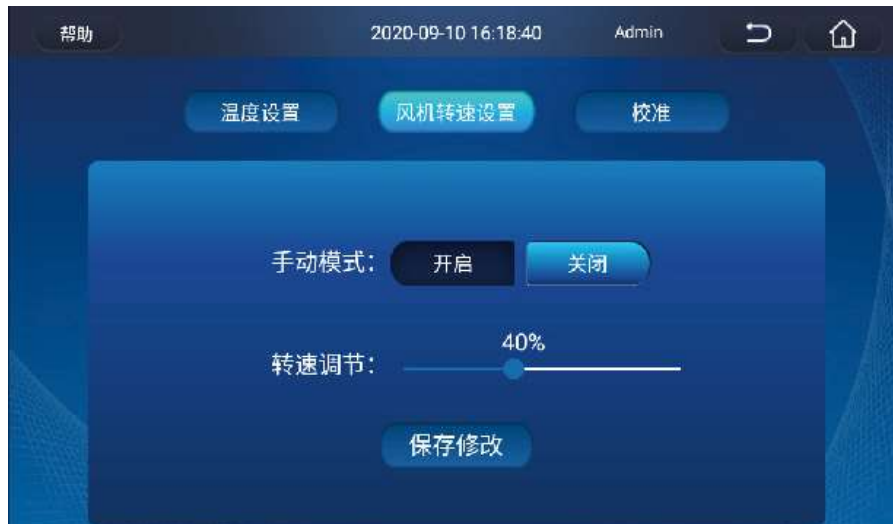 帮助 2020-09-10 16:18:40 Admin
温度设置 风机转速设置 校准
手动模式： 开启 关闭
40%
转速调节：
保存修改